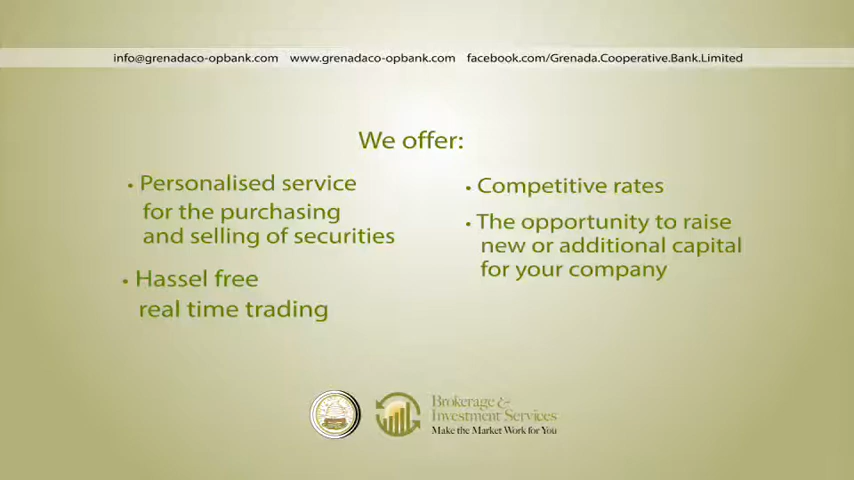 info@grenadaco-opbank.com www.grenadaco-opbank.com facebook.com/Grenada.Cooperative.Bank.Limited
We offer:
• Personalised service
for the purchasing
and selling of securities
• Hassel free
real time trading
• Competitive rates
• The opportunity to raise
new or additional capital
for your company
Brokerage &
Investment Services
Make the Market Work for You